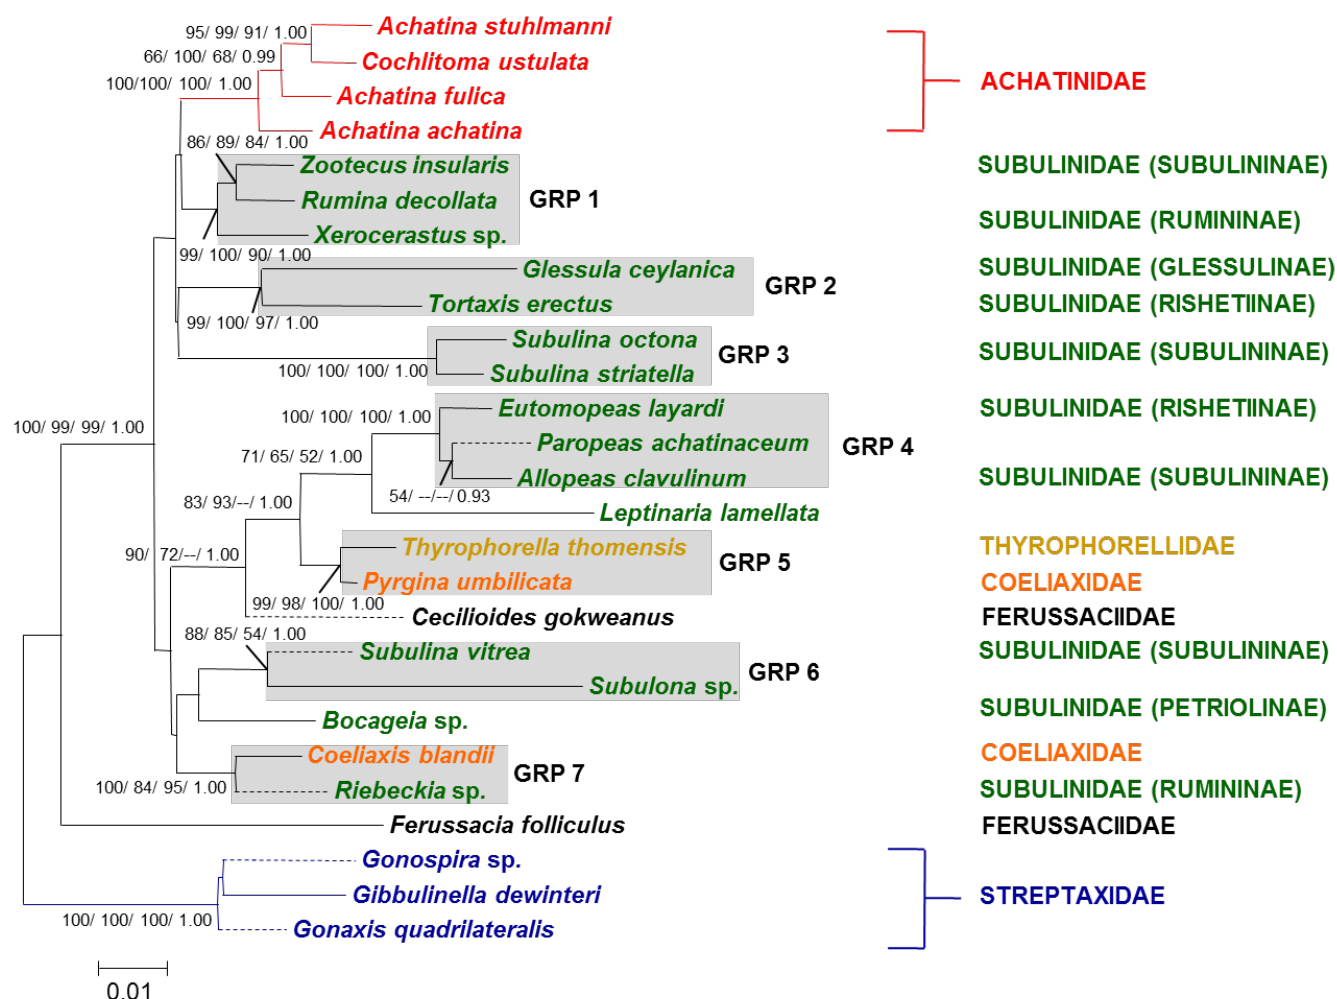 Achatina stuhlmanni
95/ 99/ 91/ 1.00
66/ 100/ 68/ 0.99
Cochlitoma ustulata
100/100/ 100/ 1.00
ACHATINIDAE
Achatina fulica
Achatina achatina
86/ 89/ 84/ 1.00
Zootecus insularis
SUBULINIDAE (SUBULININAE)
Rumina decollata
GRP 1
SUBULINIDAE (RUMININAE)
Xerocerastus sp.
99/ 100/ 90/ 1.00
Glessula ceylanica
SUBULINIDAE (GLESSULINAE)
GRP 2
Tortaxis erectus
SUBULINIDAE (RISHETIINAE)
99/ 100/ 97/ 1.00
Subulina octona
GRP 3
SUBULINIDAE (SUBULININAE)
100/ 100/ 100/ 1.00
Subulina striatella
Eutomopeas layardi
SUBULINIDAE (RISHETIINAE)
100/ 100/ 100/ 1.00
100/ 99/ 99/ 1.00
Paropeas achatinaceum
GRP 4
71/ 65/ 52/ 1.00
Allopeas clavulinum
SUBULINIDAE (SUBULININAE)
54/ --/--/ 0.93
83/ 93/--/ 1.00
Leptinaria lamellata
Thyrophorella thomensis
THYROPHORELLIDAE
90/ 72/--/ 1.00
GRP 5
Pyrgina umbilicata
COELIAXIDAE
99/ 98/ 100/ 1.00
Cecilioides gokweanus
FERUSSACIIDAE
88/ 85/ 54/ 1.00
Subulina vitrea
SUBULINIDAE (SUBULININAE)
GRP 6
Subulona sp.
SUBULINIDAE (PETRIOLINAE)
Bocageia sp.
Coeliaxis blandii
COELIAXIDAE
GRP 7
100/ 84/ 95/ 1.00
Riebeckia sp.
SUBULINIDAE (RUMININAE)
Ferussacia folliculus
FERUSSACIIDAE
Gonospira sp.
Gibbulinella dewinteri
STREPTAXIDAE
100/ 100/ 100/ 1.00
Gonaxis quadrilateralis
0.01